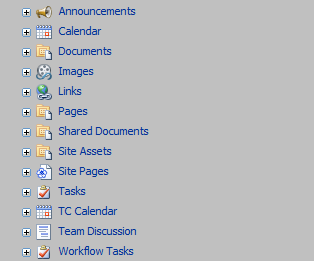 Announcements
Calendar
Documents
Images
Links
Pages
Shared Documents
Site Assets
Site Pages
Tasks
TC Calendar
Team Discussion
Workflow Tasks